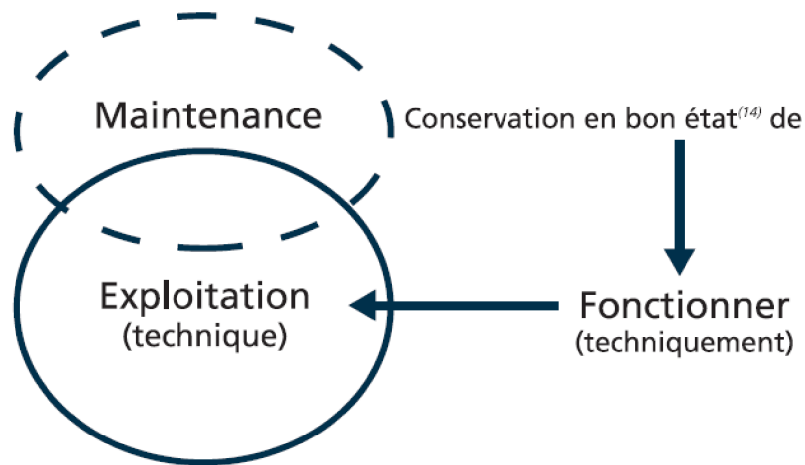 Maintenance
Conservation en bon état(14) de
Exploitation
(technique)
Fonctionner
(techniquement)